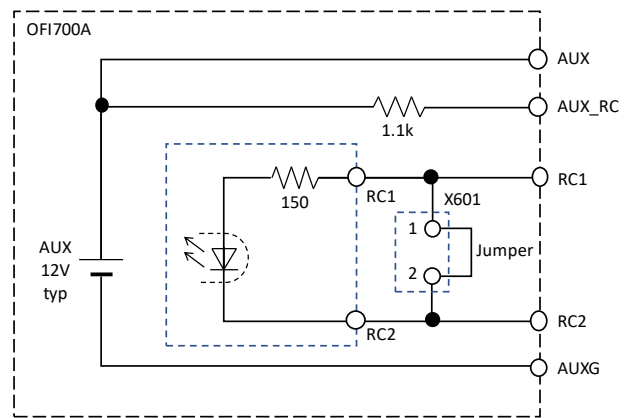 OFI700A
AUX
AUX_RC
1.1k
RC1
150
RC1
X601
1
Jumper
2
AUX
12V
typ
RC2
RC2
AUXG